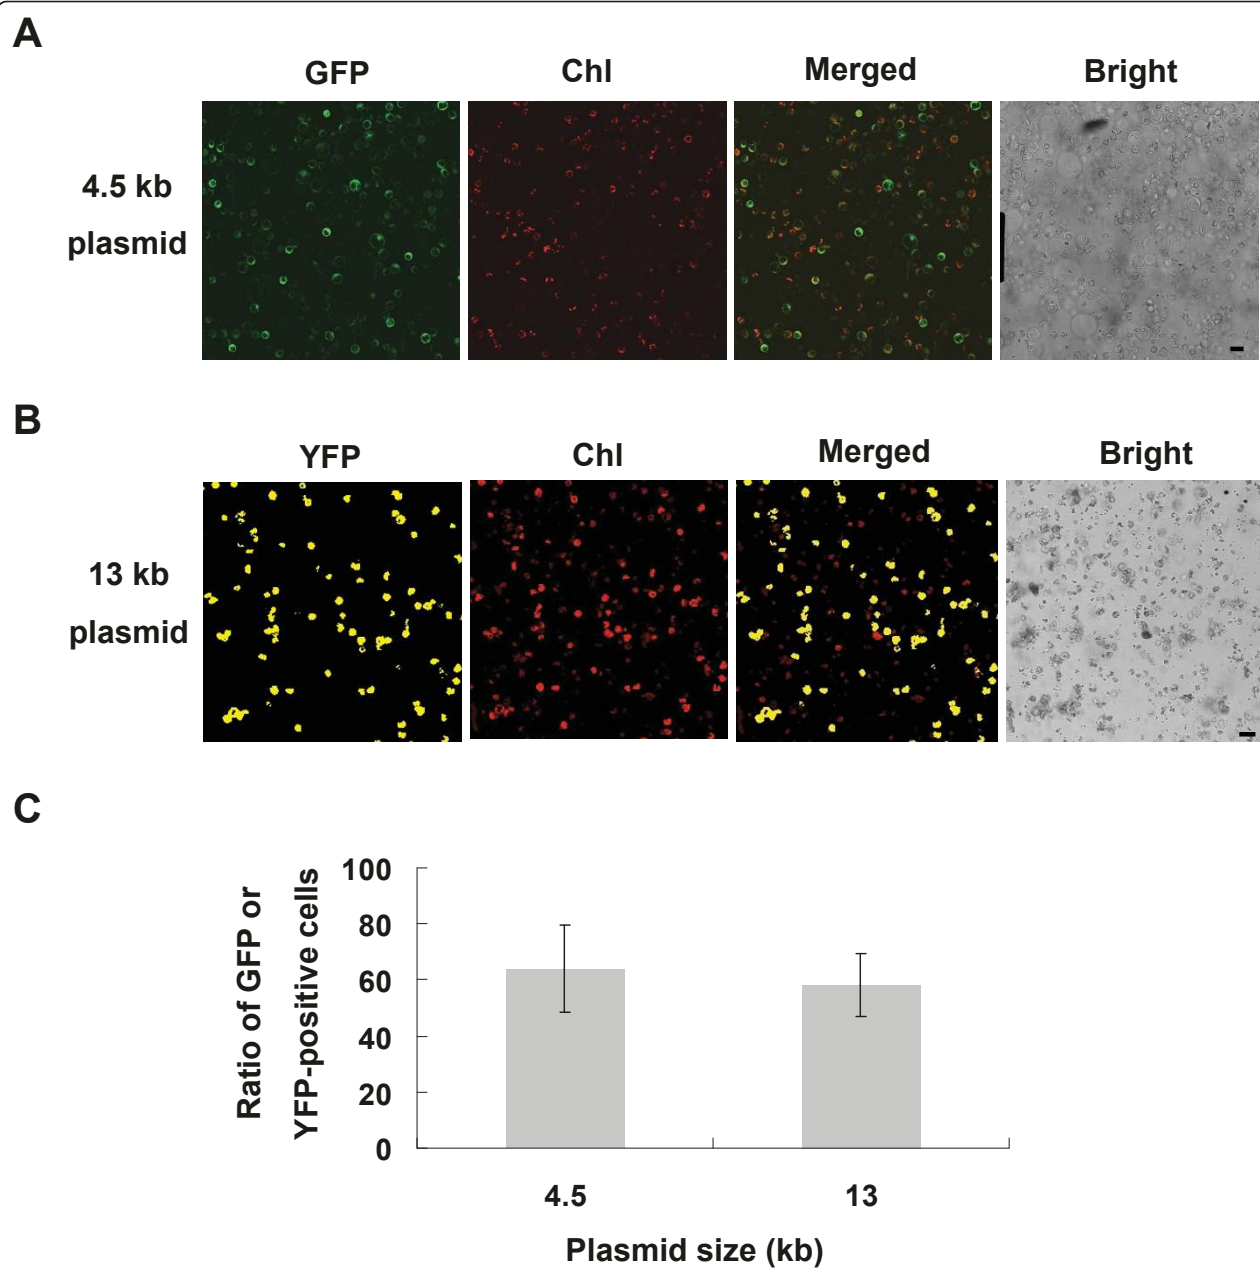 A
GFP
Chl
Merged
Bright
4.5 kb
plasmid
B
YFP
Chl
Merged
Bright
13 kb
plasmid
C
Ratio of GFP or
YFP-positive cells
100
80
60
40
20
0
4.5
13
Plasmid size (kb)